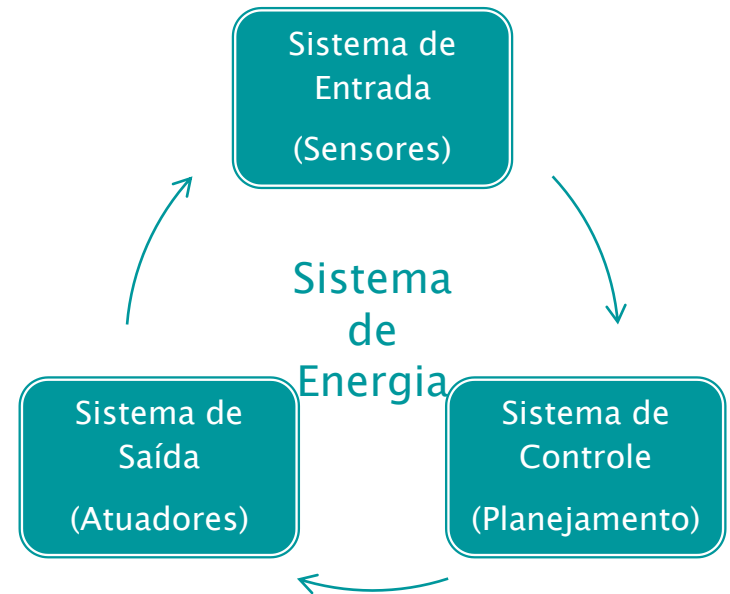 Sistema de
Entrada
(Sensores)
Sistema
de
Energia
Sistema de
Saída
(Atuadores)
Sistema de
Controle
(Planejamento)